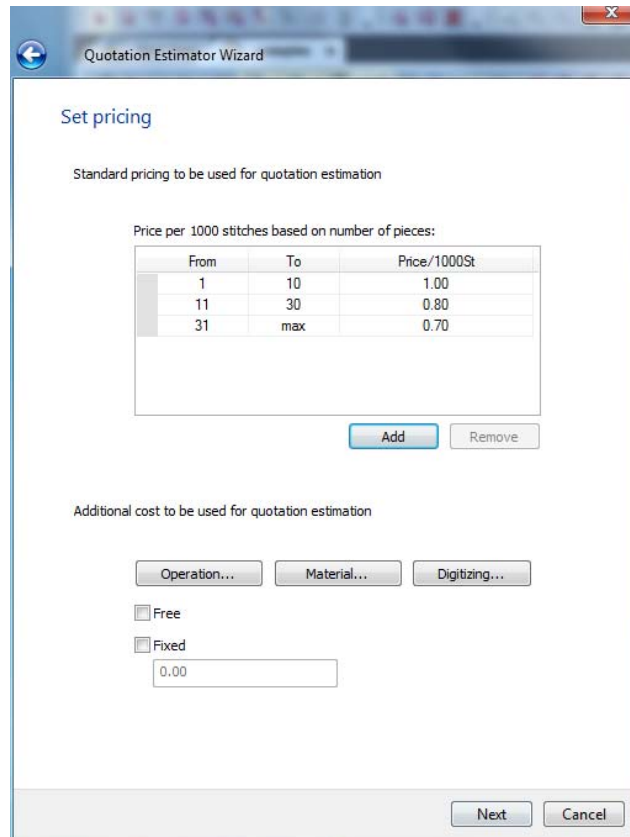 Quotation Estimator Wizard
Set pricing
Standard pricing to be used for quotation estimation
Price per 1000 stitches based on number of pieces:
From To Price/1000St
1 10 1.00
11 30 0.80
31 max 0.70
Add Remove
Additional cost to be used for quotation estimation
Operation... Material... Digitizing...
Free
Fixed
0.00
Next Cancel